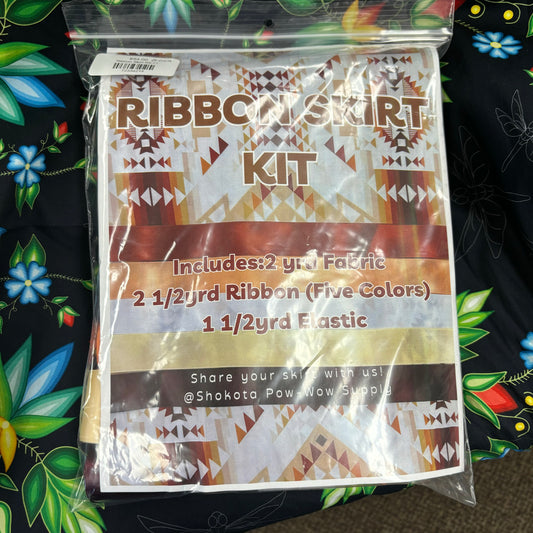 RIBBON SKIRT
KIT
Includes:2 yrd Fabric
2 1/2yrd Ribbon (Five Colors)
1 1/2yrd Elastic
Share your skirt with us!
@Shokota Pow-Wow Supply